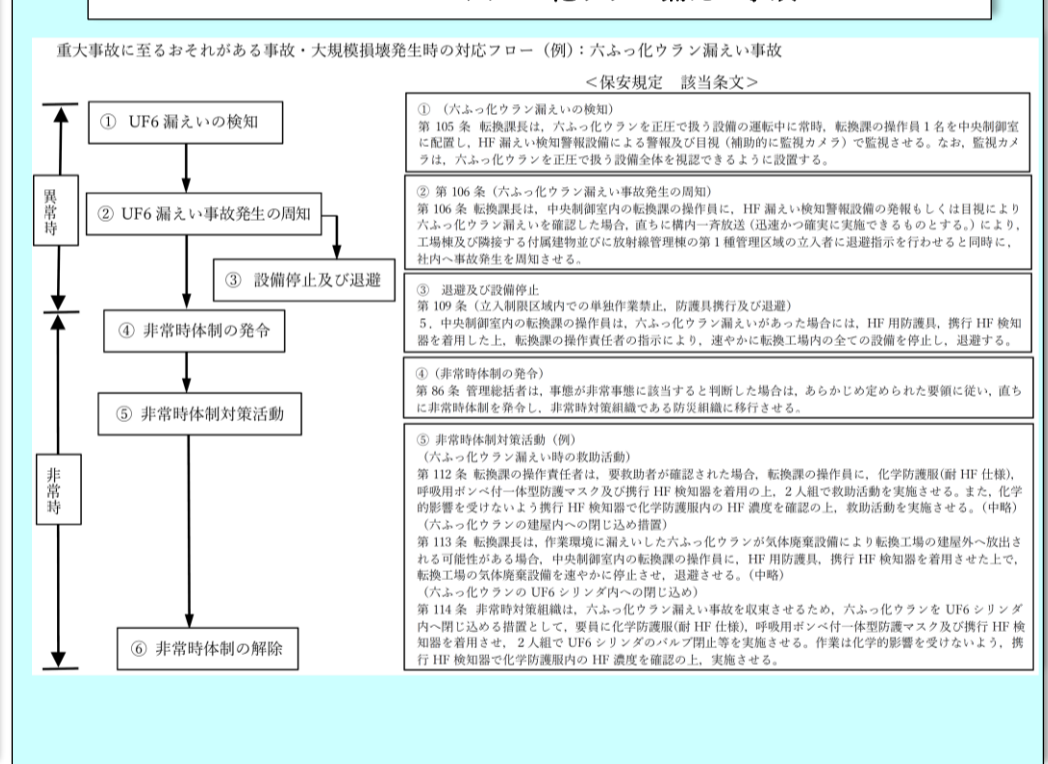 重大事故に至るおそれがある事故・大規模損壊発生時の対応フロー（例）：六ふっ化ウラン漏えい事故
＜保安規定　該当条文＞
異常時
非常時
① UF6 漏えいの検知
② UF6 漏えい事故発生の周知
③ 設備停止及び退避
④ 非常時体制の発令
⑤ 非常時体制対策活動
⑥ 非常時体制の解除
①（六ふっ化ウラン漏えいの検知）
第 105 条 転換課長は，六ふっ化ウランを正圧で扱う設備の運転中に常時，転換課の操作員 1 名を中央制御室
に配置し，HF 漏えい検知警報設備による警報及び目視（補助的に監視カメラ）で監視させる。なお，監視カメ
ラは，六ふっ化ウランを正圧で扱う設備全体を視認できるように設置する。
② 第 106 条（六ふっ化ウラン漏えい事故発生の周知）
第 106 条 転換課長は，中央制御室内の転換課の操作員に，HF 漏えい検知警報設備の発報もしくは目視により
六ふっ化ウラン漏えいを確認した場合，直ちに構内一斉放送（迅速かつ確実に実施できるものとする。）により，
工場棟及び隣接する付属建物並びに放射線管理棟の第 1 種管理区域の立入者に退避指示を行わせると同時に，
社内へ事故発生を周知させる。
③ 退避及び設備停止
第 109 条（立入制限区域内での単独作業禁止，防護具携行及び退避）
5．中央制御室内の転換課の操作員は，六ふっ化ウラン漏えいがあった場合には，HF 用防護具，携行 HF 検知
器を着用した上，転換課の操作責任者の指示により，速やかに転換工場内の全ての設備を停止し，退避する。
④（非常時体制の発令）
第 86 条 管理総括者は，事態が非常事態に該当すると判断した場合は，あらかじめ定められた要領に従い，直ち
に非常時体制を発令し，非常時対策組織である防災組織に移行させる。
⑤ 非常時体制対策活動（例）
（六ふっ化ウラン漏えい時の救助活動）
第 112 条 転換課の操作責任者は，要救助者が確認された場合，転換課の操作員に，化学防護服(耐 HF 仕様)，
呼吸用ボンベ付一体型防護マスク及び携行 HF 検知器を着用の上，2 人組で救助活動を実施させる。また，化学
的影響を受けないよう携行 HF 検知器で化学防護服内の HF 濃度を確認の上，救助活動を実施させる。（中略）
（六ふっ化ウランの建屋内への閉じ込め措置）
第 113 条 転換課長は，作業環境に漏えいした六ふっ化ウランが気体廃棄設備により転換工場の建屋外へ放出さ
れる可能性がある場合，中央制御室内の転換課の操作員に，HF 用防護具，携行 HF 検知器を着用させた上で，
転換工場の気体廃棄設備を速やかに停止させ，退避させる。（中略）
（六ふっ化ウランの UF6 シリンダ内への閉じ込め）
第 114 条 非常時対策組織は，六ふっ化ウラン漏えい事故を収束させるため，六ふっ化ウランを UF6 シリンダ
内へ閉じ込める措置として，要員に化学防護服(耐 HF 仕様)，呼吸用ボンベ付一体型防護マスク及び携行 HF 検
知器を着用させ，2 人組で UF6 シリンダのバルブ閉止等を実施させる。作業は化学的影響を受けないよう，携
行 HF 検知器で化学防護服内の HF 濃度を確認の上，実施させる。